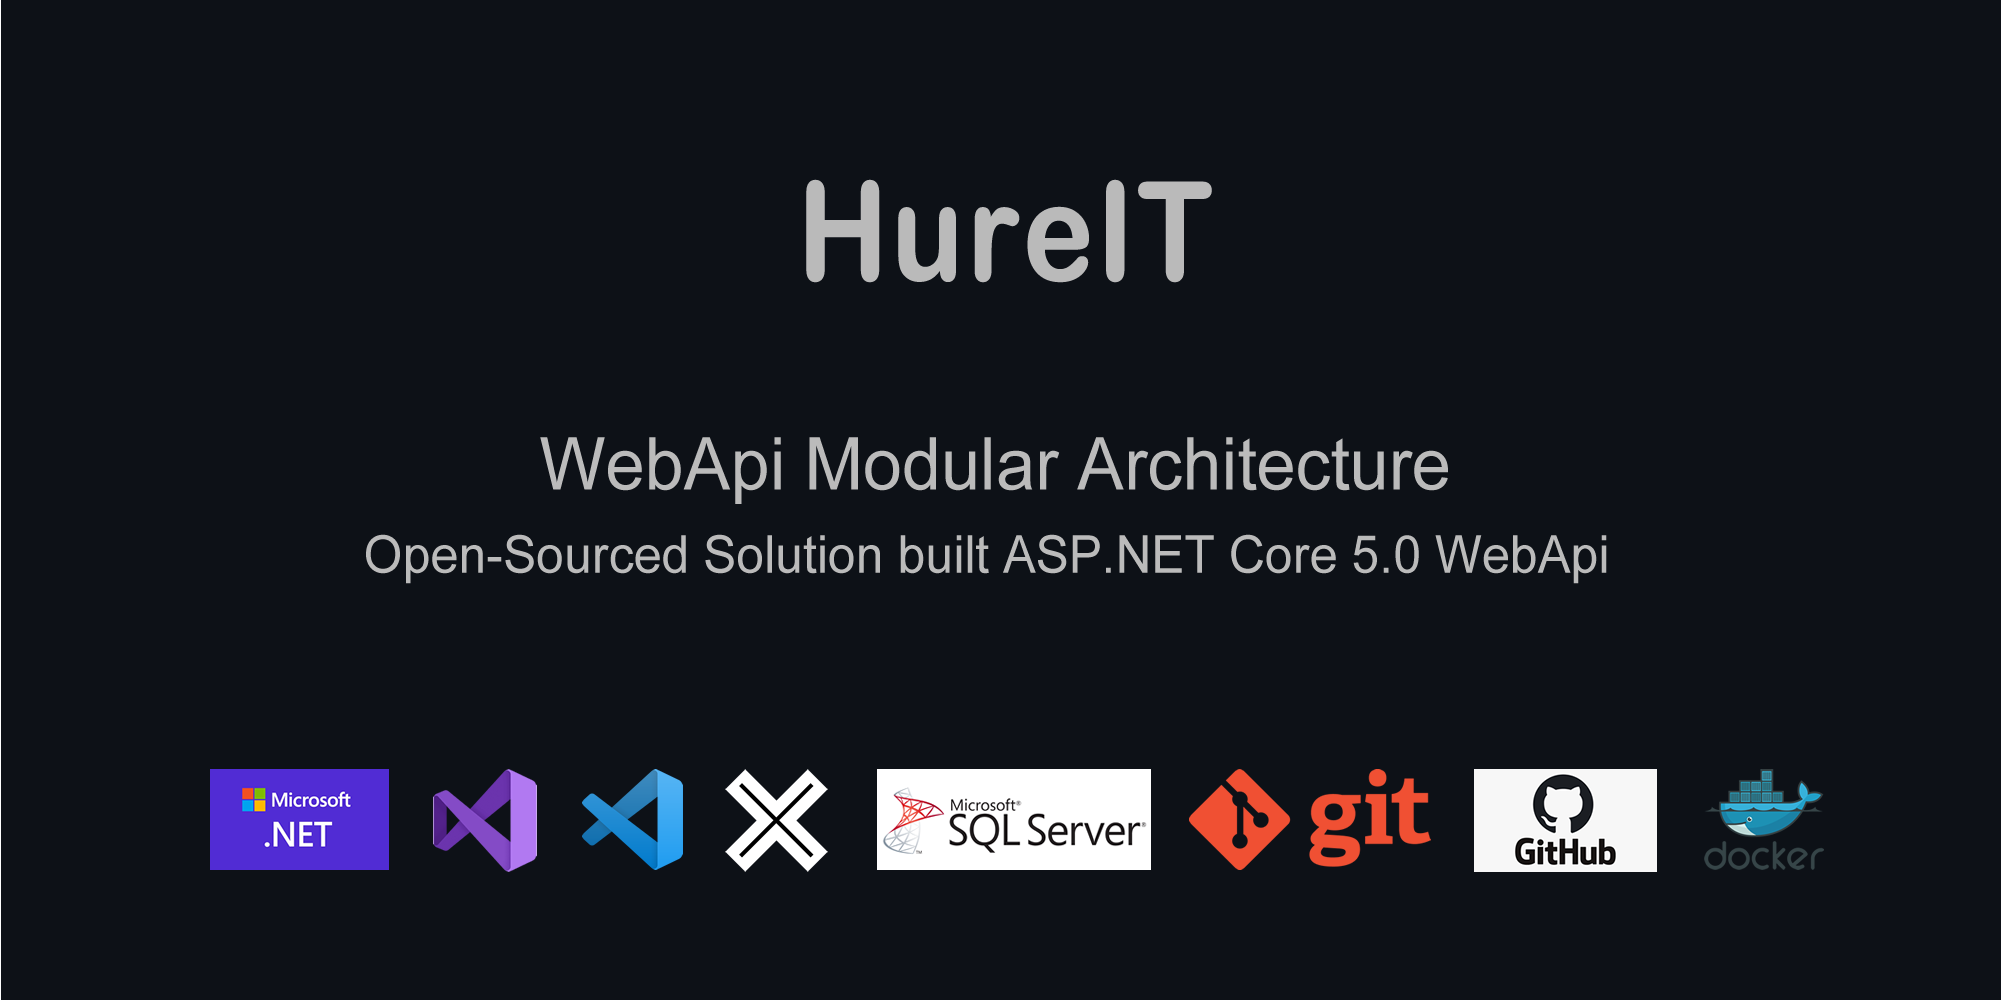 HureIT
WebApi Modular Architecture
Open-Sourced Solution built ASP.NET Core 5.0 WebApi
Microsoft
.NET
Microsoft®
SQL Server®
™
git
GitHub
docker